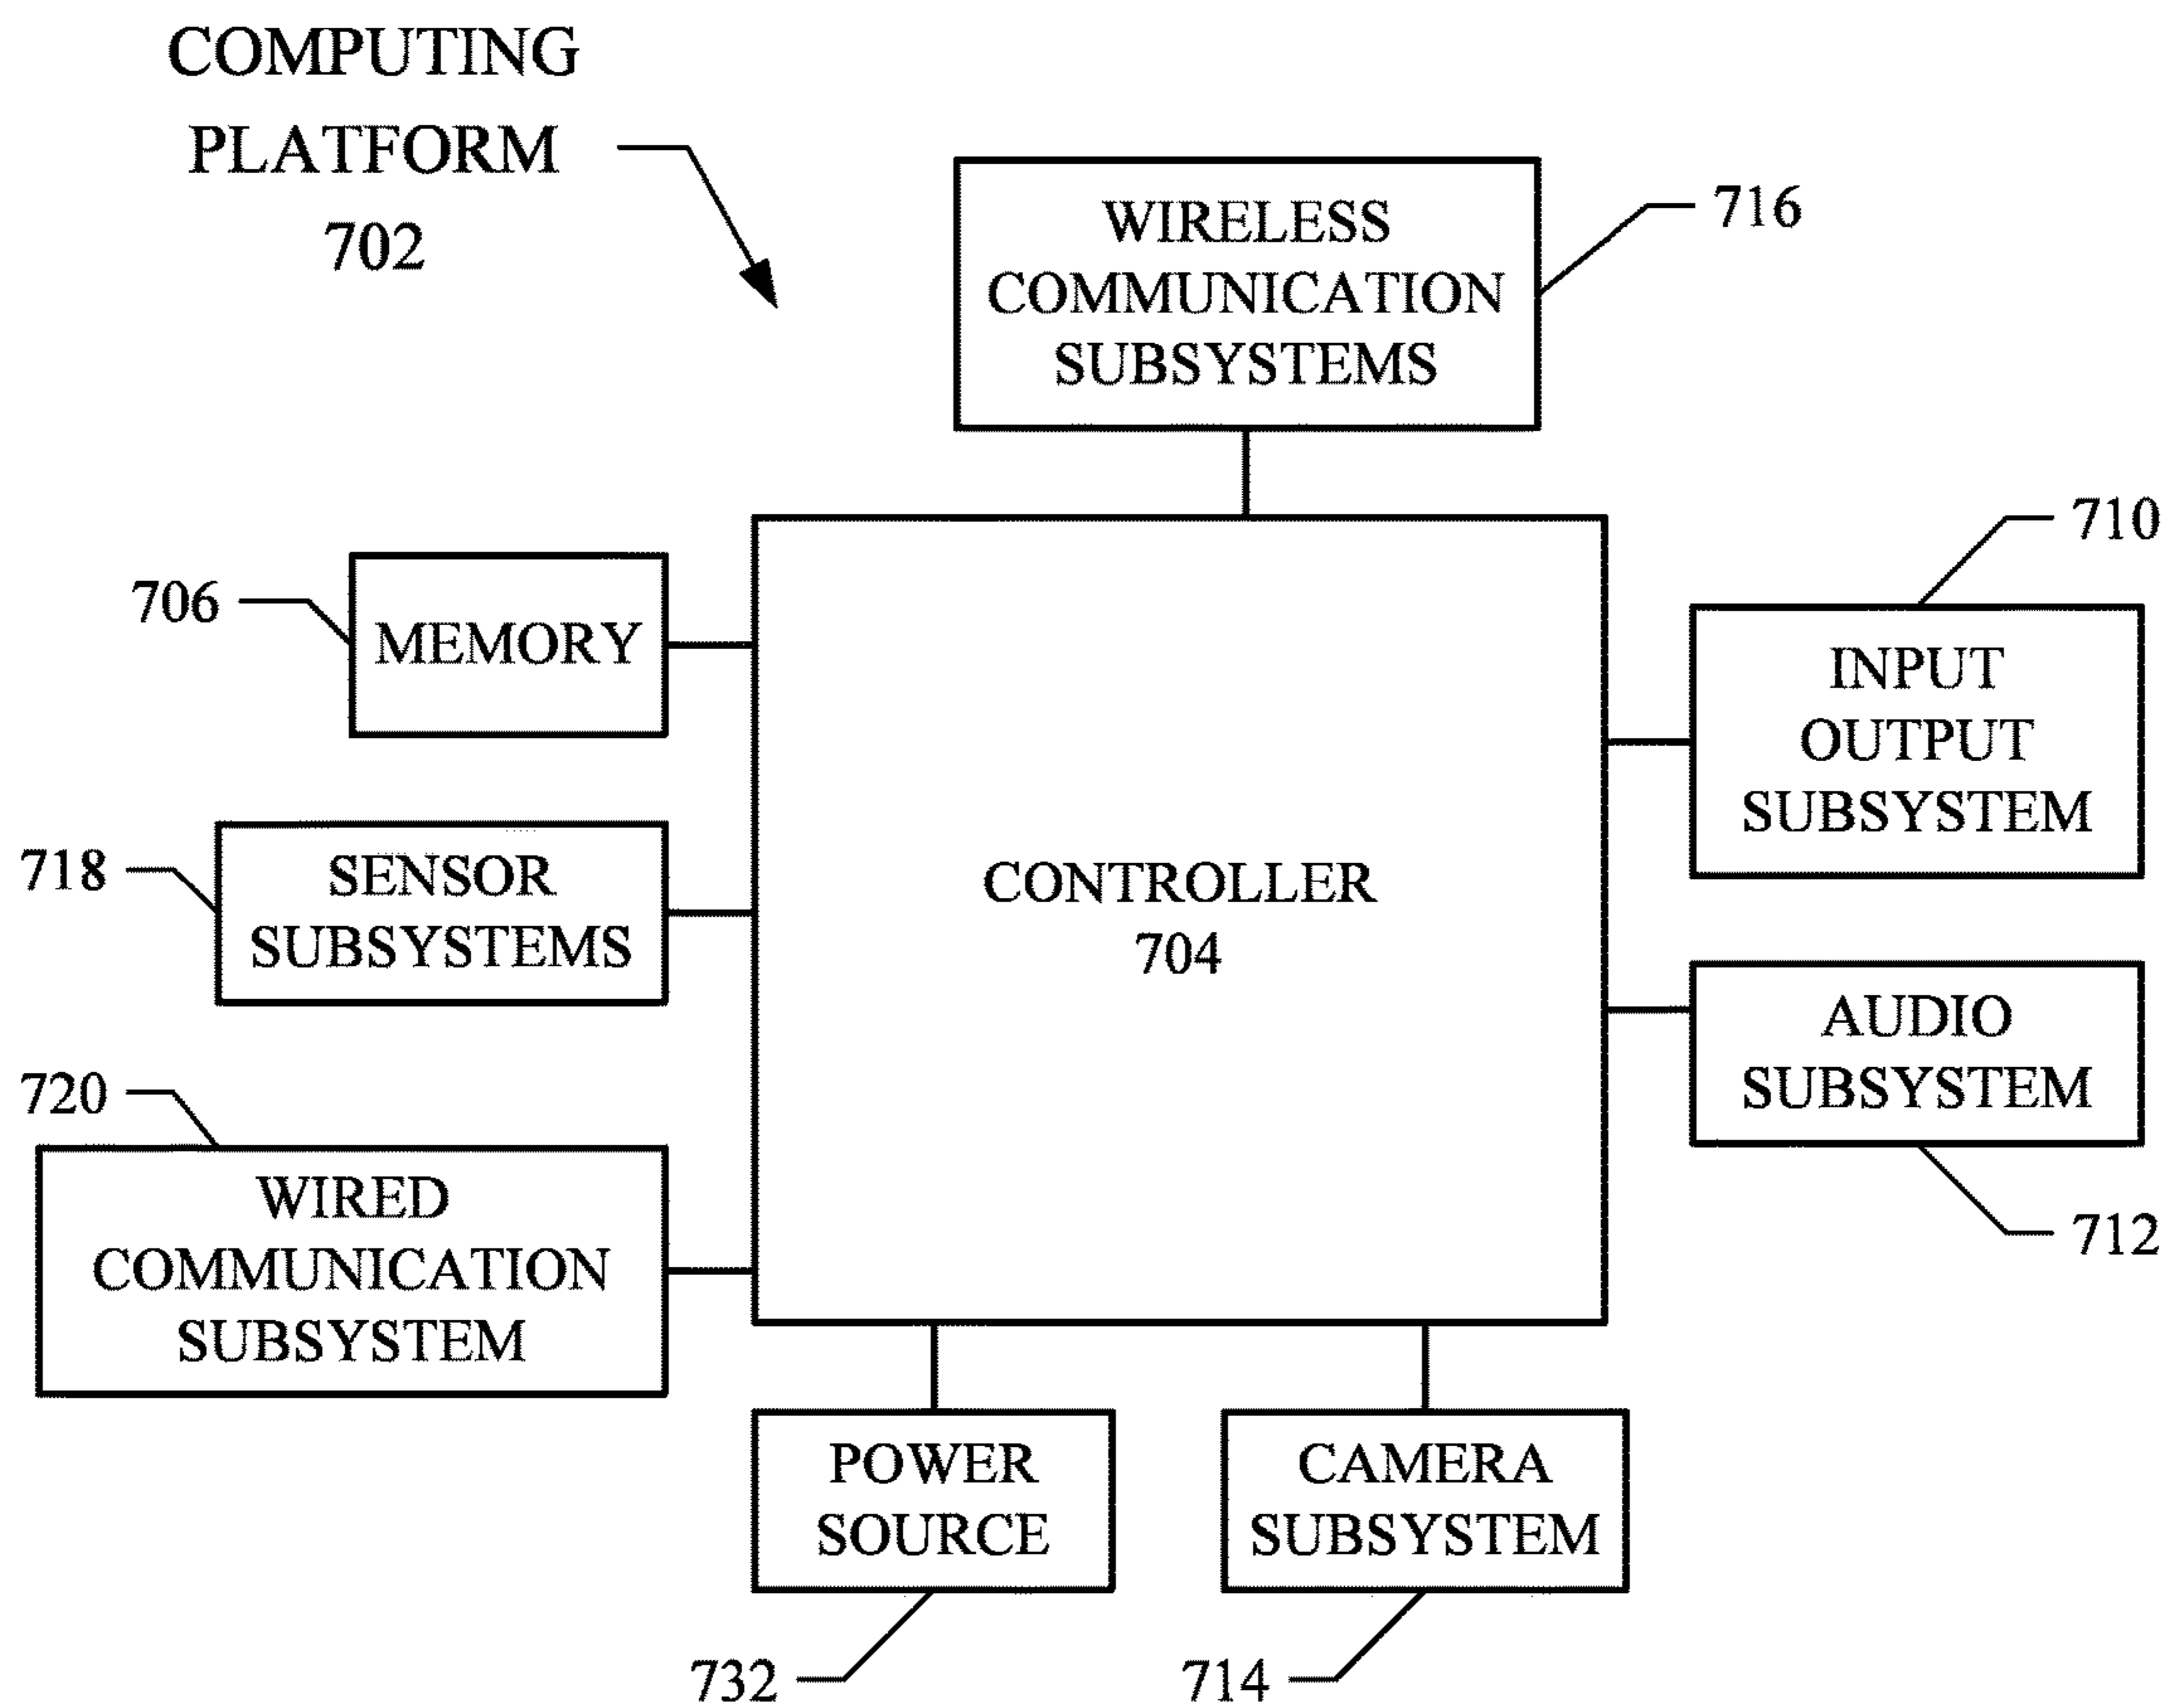 COMPUTING
PLATFORM
702
WIRELESS
COMMUNICATION
SUBSYSTEMS
716
706
MEMORY
710
INPUT
OUTPUT
SUBSYSTEM
718
SENSOR
SUBSYSTEMS
CONTROLLER
704
AUDIO
SUBSYSTEM
712
720
WIRED
COMMUNICATION
SUBSYSTEM
POWER
SOURCE
732
CAMERA
SUBSYSTEM
714